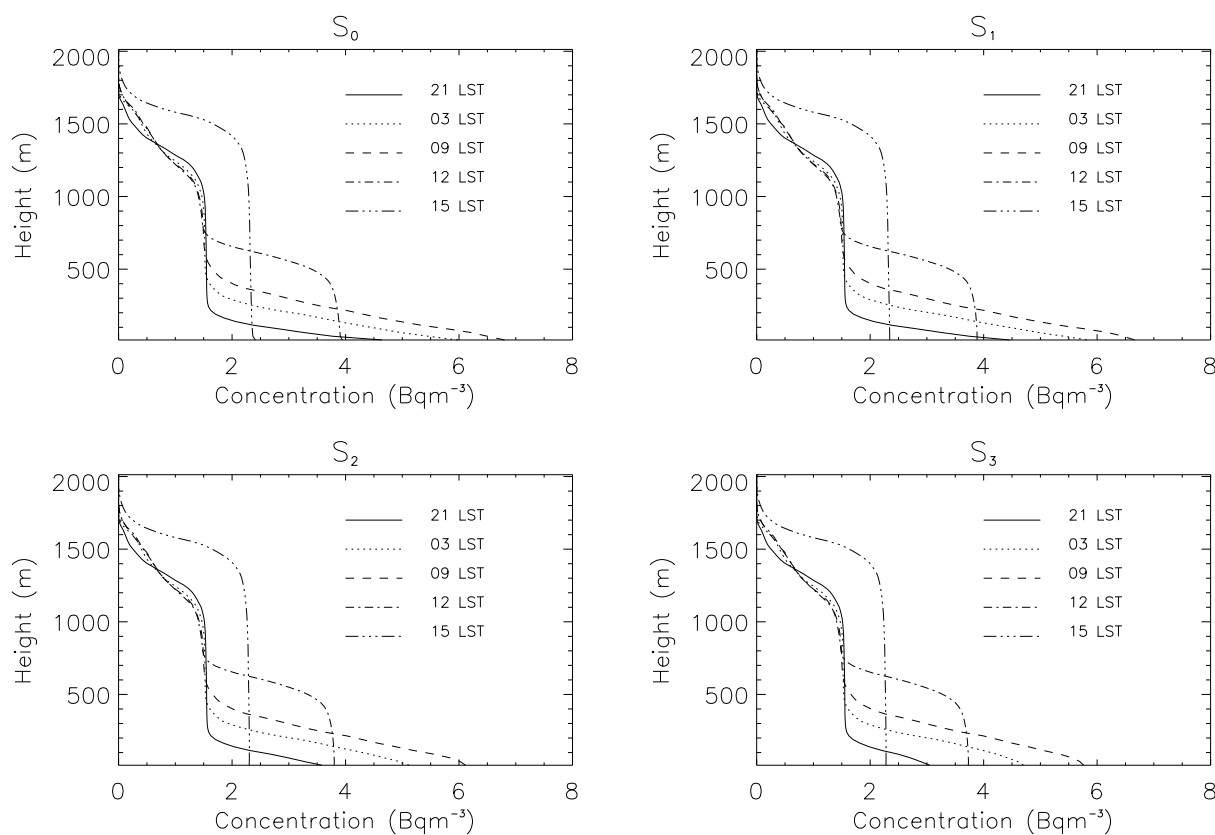 S₀
2000
1500
1000
500
Height (m)
21 LST
03 LST
09 LST
12 LST
15 LST
0 2 4 6 8
Concentration (Bqm⁻³)
S₁
2000
1500
1000
500
Height (m)
21 LST
03 LST
09 LST
12 LST
15 LST
0 2 4 6 8
Concentration (Bqm⁻³)
S₂
2000
1500
1000
500
Height (m)
21 LST
03 LST
09 LST
12 LST
15 LST
0 2 4 6 8
Concentration (Bqm⁻³)
S₃
2000
1500
1000
500
Height (m)
21 LST
03 LST
09 LST
12 LST
15 LST
0 2 4 6 8
Concentration (Bqm⁻³)